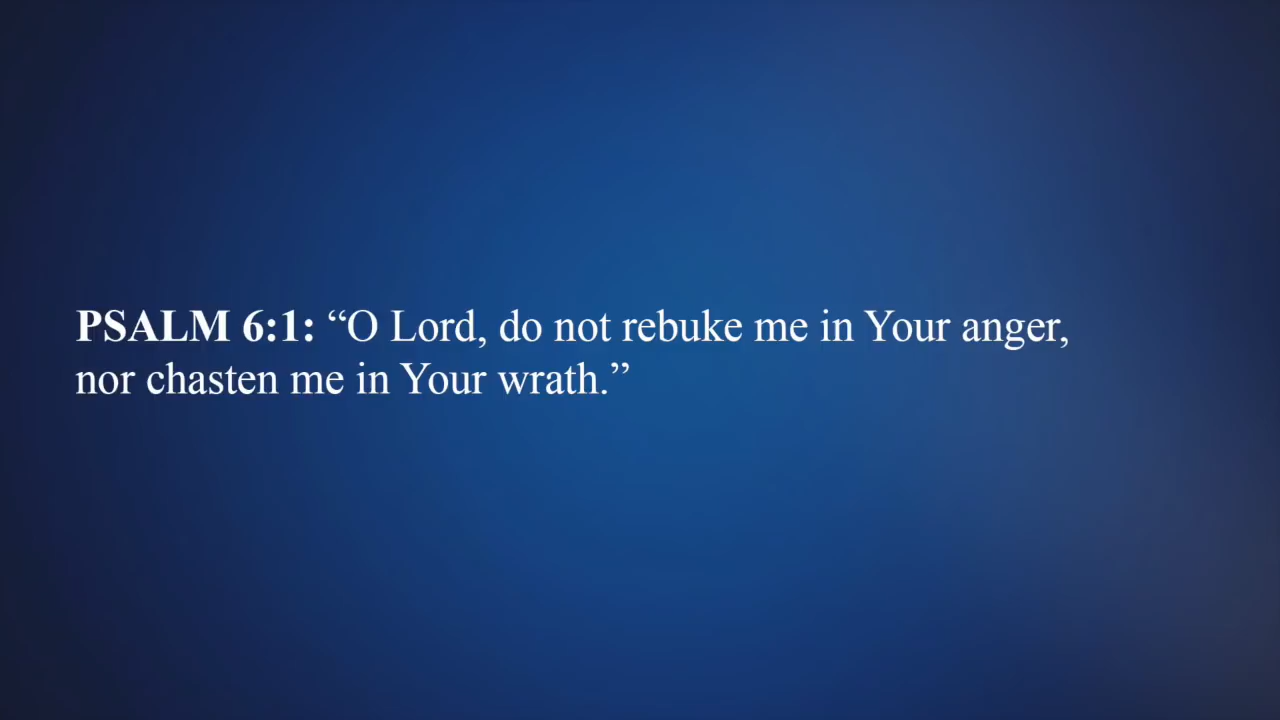 PSALM 6:1: “O Lord, do not rebuke me in Your anger,
nor chasten me in Your wrath.”